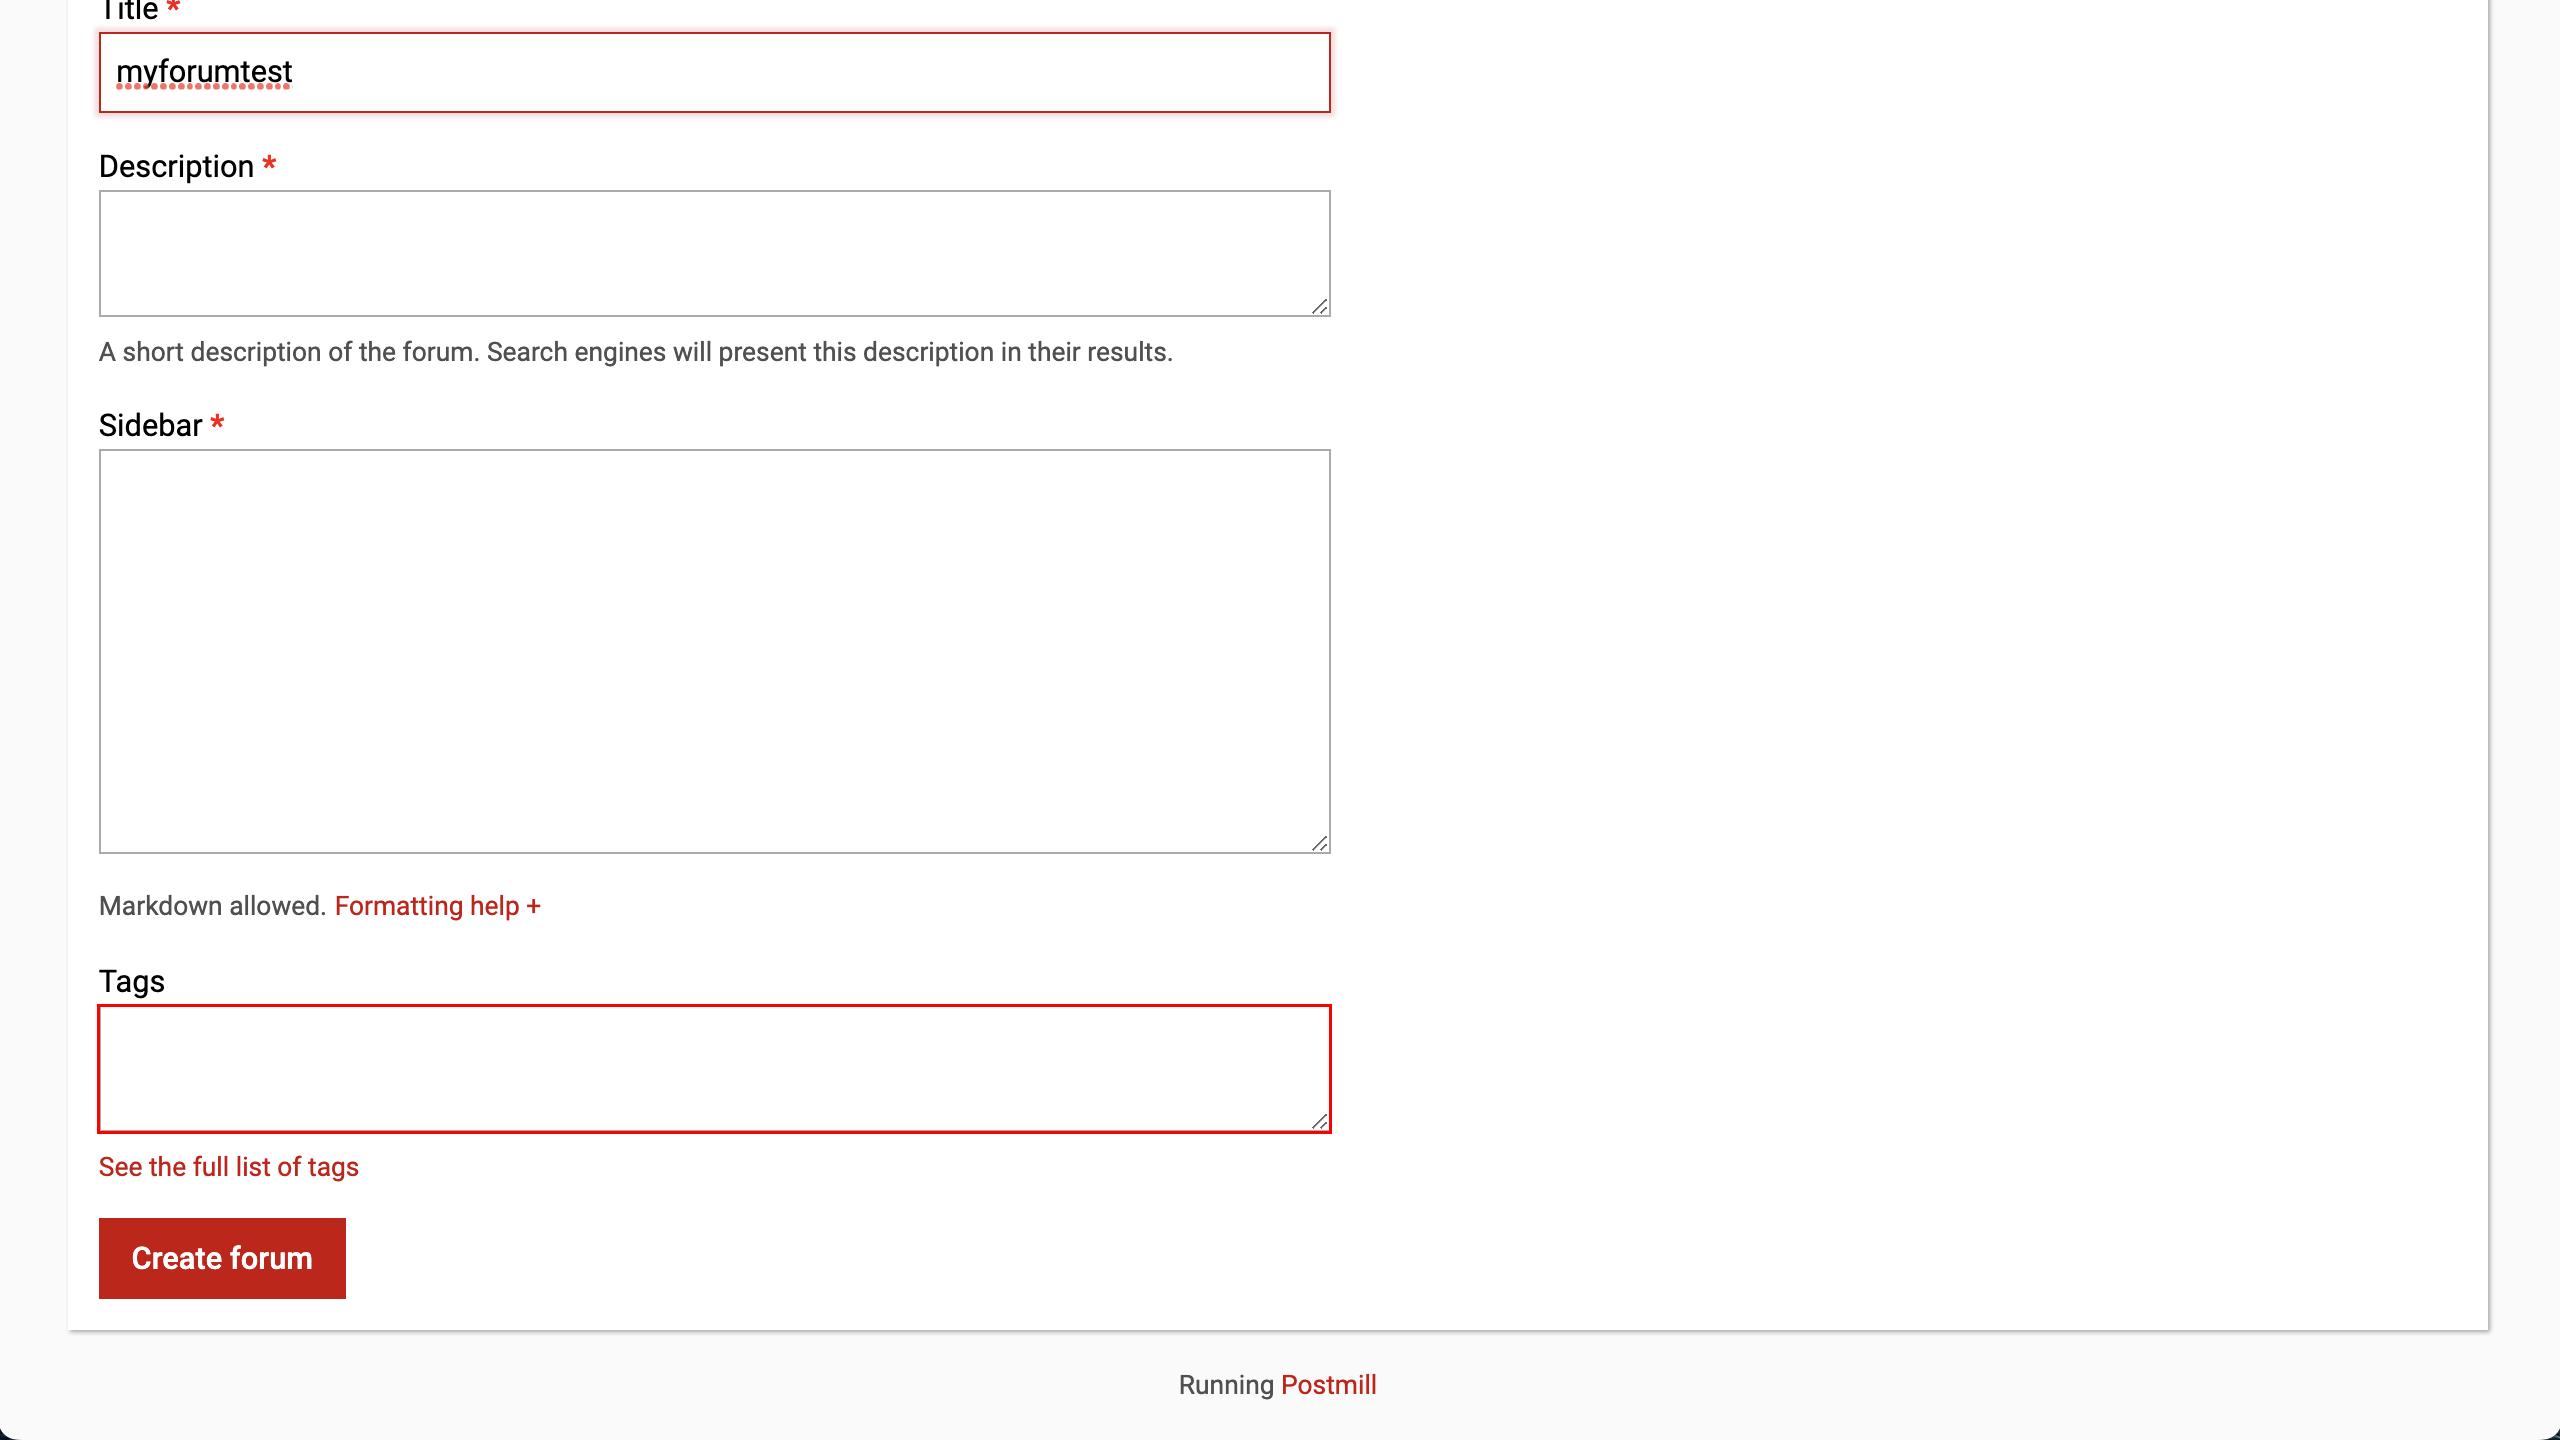 Title *
myforumtest
Description *
A short description of the forum. Search engines will present this description in their results.
Sidebar *
Markdown allowed. Formatting help +
Tags
See the full list of tags
Create forum
Running Postmill